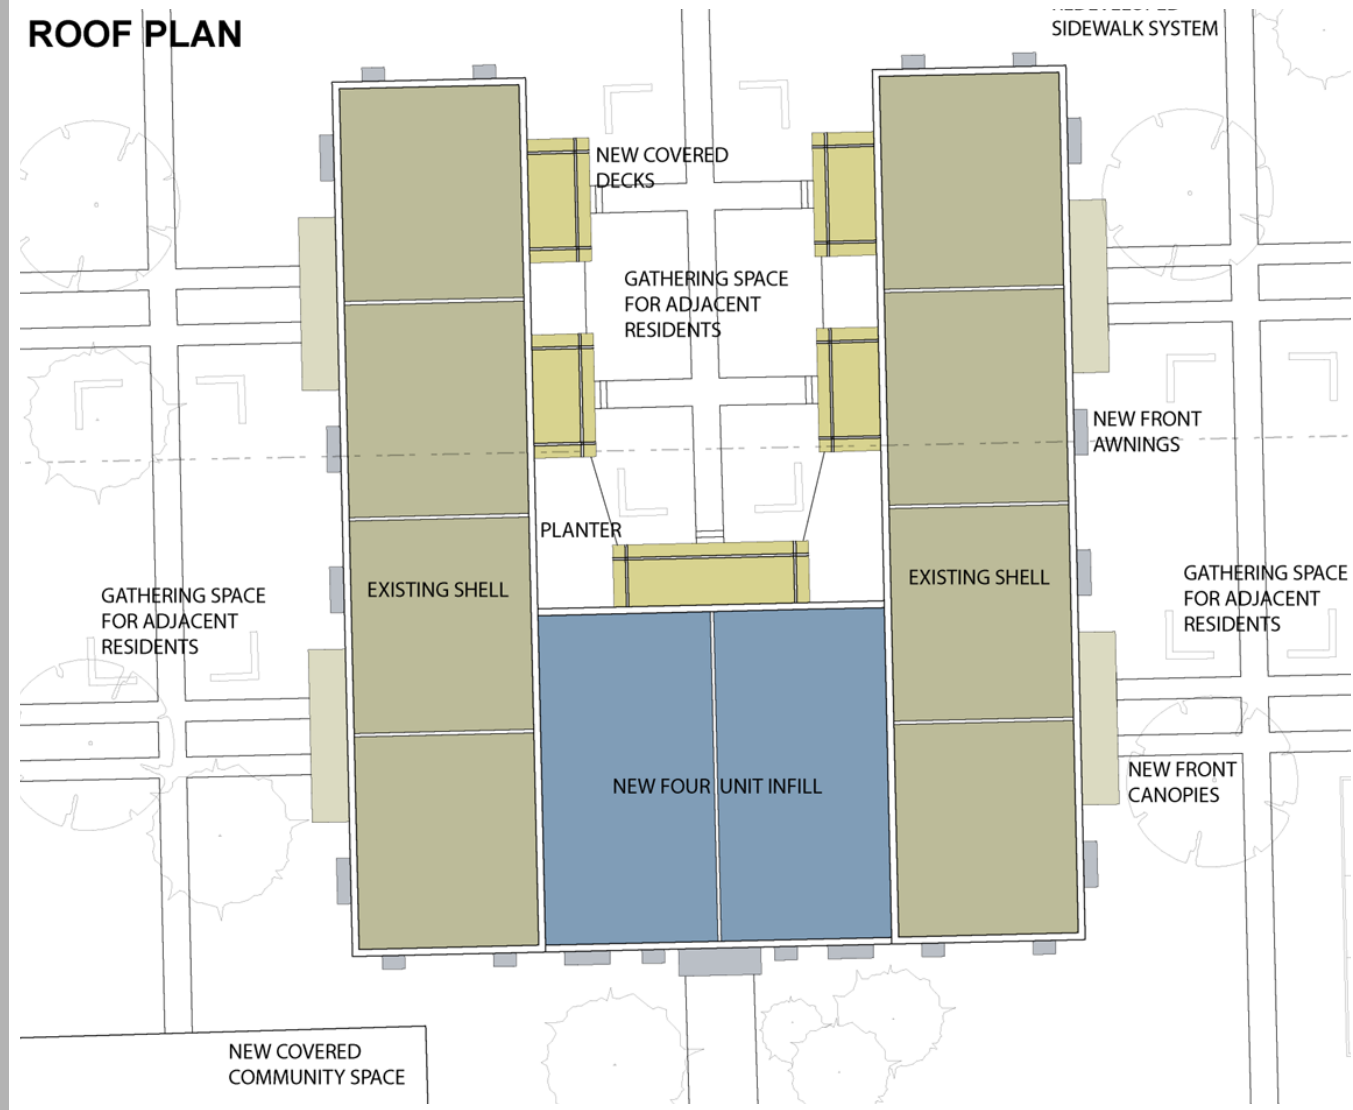 ROOF PLAN
SIDEWALK SYSTEM
NEW COVERED
DECKS
GATHERING SPACE
FOR ADJACENT
RESIDENTS
NEW FRONT
AWNINGS
PLANTER
EXISTING SHELL
EXISTING SHELL
GATHERING SPACE
FOR ADJACENT
RESIDENTS
GATHERING SPACE
FOR ADJACENT
RESIDENTS
NEW FOUR UNIT INFILL
NEW FRONT
CANOPIES
NEW COVERED
COMMUNITY SPACE